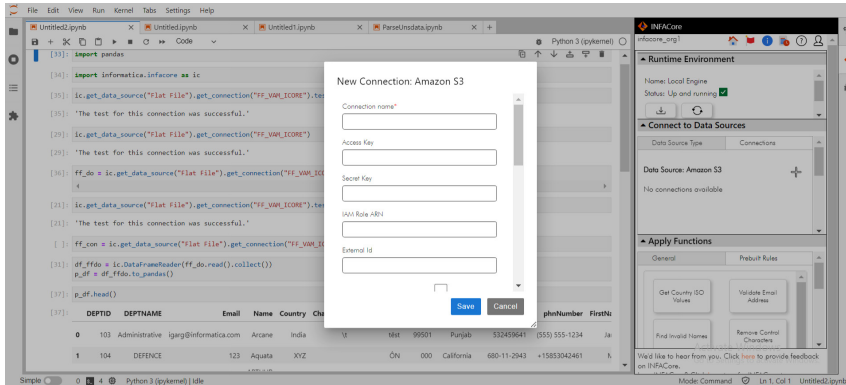 File Edit View Run Kernel Tabs Settings Help
Untitled2.ipynb
Untitled.ipynb
Untitled1.ipynb
ParseUnsdata.ipynb
Code
Python 3 (ipykernel)
[33]: import pandas
[34]: import informatica.infacore as ic
[35]: ic.get_data_source("Flat File").get_connection("FF_VAM_ICORE").tes
[35]: 'The test for this connection was successful.'
[29]: ic.get_data_source("Flat File").get_connection("FF_VAM_ICORE")
[29]: 'The test for this connection was successful.'
[36]: ff_do = ic.get_data_source("Flat File").get_connection("FF_VAM_ICO
[21]: ic.get_data_source("Flat File").get_connection("FF_VAM_ICORE").tes
[21]: 'The test for this connection was successful.'
[ ]: ff_con = ic.get_data_source("Flat File").get_connection("FF_VAM_IC
[31]: df_ffdo = ic.DataFrameReader(ff_do.read().collect())
p_df = df_ffdo.to_pandas()
[37]: p_df.head()
[37]: DEPTID DEPTNAME Email Name Country Cha phnNumber FirstNa
0 103 Administrative igarg@informatica.com Arcane India \t 99501 Punjab 532459641 (555) 555-1234 Ja
1 104 DEFENCE 123 Aquata XYZ ÓN 000 California 680-11-2943 +15853042461
New Connection: Amazon S3
Connection name*
Access Key
Secret Key
IAM Role ARN
External Id
Save Cancel
INFACore
infacore_org1
Runtime Environment
Name: Local Engine
Status: Up and running
Connect to Data Sources
Data Source Type Connections
Data Source: Amazon S3
No connections available
Apply Functions
General Prebuilt Rules
Get Country ISO Values
Validate Email Address
Find Invalid Names
Remove Control Characters
We'd like to hear from you. Click here to provide feedback
on INFACore.
Simple 0 4 Python 3 (ipykernel) | Idle Mode: Command Ln 1, Col 1 Untitled2.ipynb